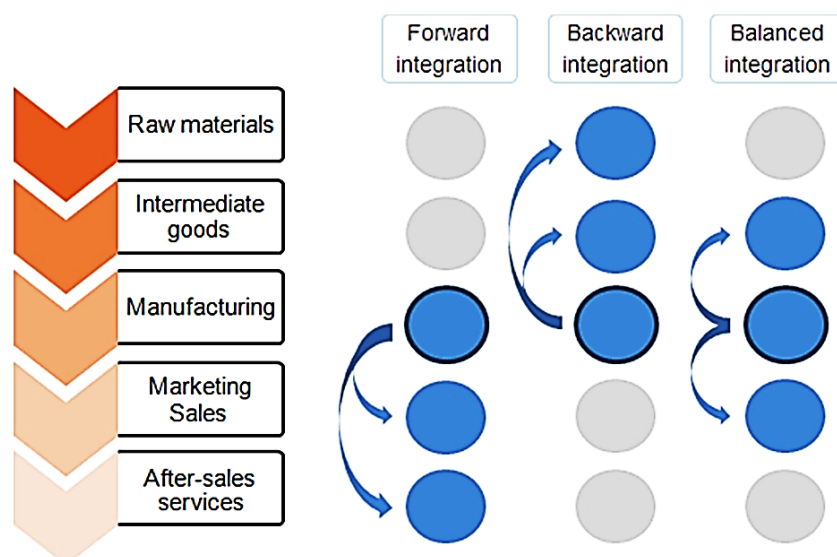 Forward
integration
Backward
integration
Balanced
integration
Raw materials
Intermediate
goods
Manufacturing
Marketing
Sales
After-sales
services